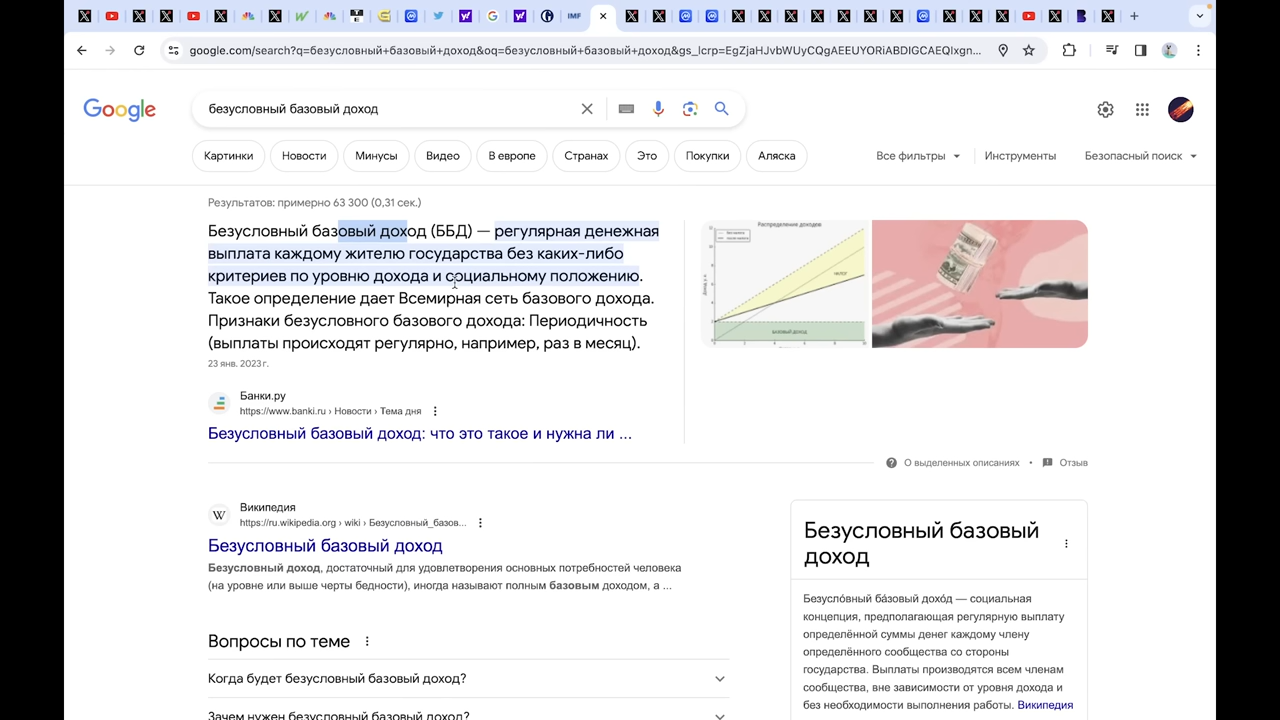 IMF
google.com/search?q=безусловный+базовый+доход&oq=безусловный+базовый+доход&gs_lcrp=EgZjaHJvbWUyCQgAEEUYORiABDIGCAEQIxgn...
Google
безусловный базовый доход
Картинки Новости Минусы Видео В европе Странах Это Покупки Аляска Все фильтры Инструменты Безопасный поиск
Результатов: примерно 63 300 (0,31 сек.)
Безусловный базовый доход (ББД) — регулярная денежная
выплата каждому жителю государства без каких-либо
критериев по уровню дохода и социальному положению.
Такое определение дает Всемирная сеть базового дохода.
Признаки безусловного базового дохода: Периодичность
(выплаты происходят регулярно, например, раз в месяц).
23 янв. 2023 г.
Распределение доходов
НАЛОГ
БАЗОВЫЙ ДОХОД
Банки.ру
https://www.banki.ru › Новости › Тема дня
Безусловный базовый доход: что это такое и нужна ли ...
О выделенных описаниях • Отзыв
W
Википедия
https://ru.wikipedia.org › wiki › Безусловный_базов...
Безусловный базовый доход
Безусловный доход, достаточный для удовлетворения основных потребностей человека
(на уровне или выше черты бедности), иногда называют полным базовым доходом, а ...
Вопросы по теме
Когда будет безусловный базовый доход?
Зачем нужен безусловный базовый доход?
Безусловный базовый
доход
Безусло́вный ба́зовый дохо́д — социальная
концепция, предполагающая регулярную выплату
определённой суммы денег каждому члену
определённого сообщества со стороны
государства. Выплаты производятся всем членам
сообщества, вне зависимости от уровня дохода и
без необходимости выполнения работы. Википедия